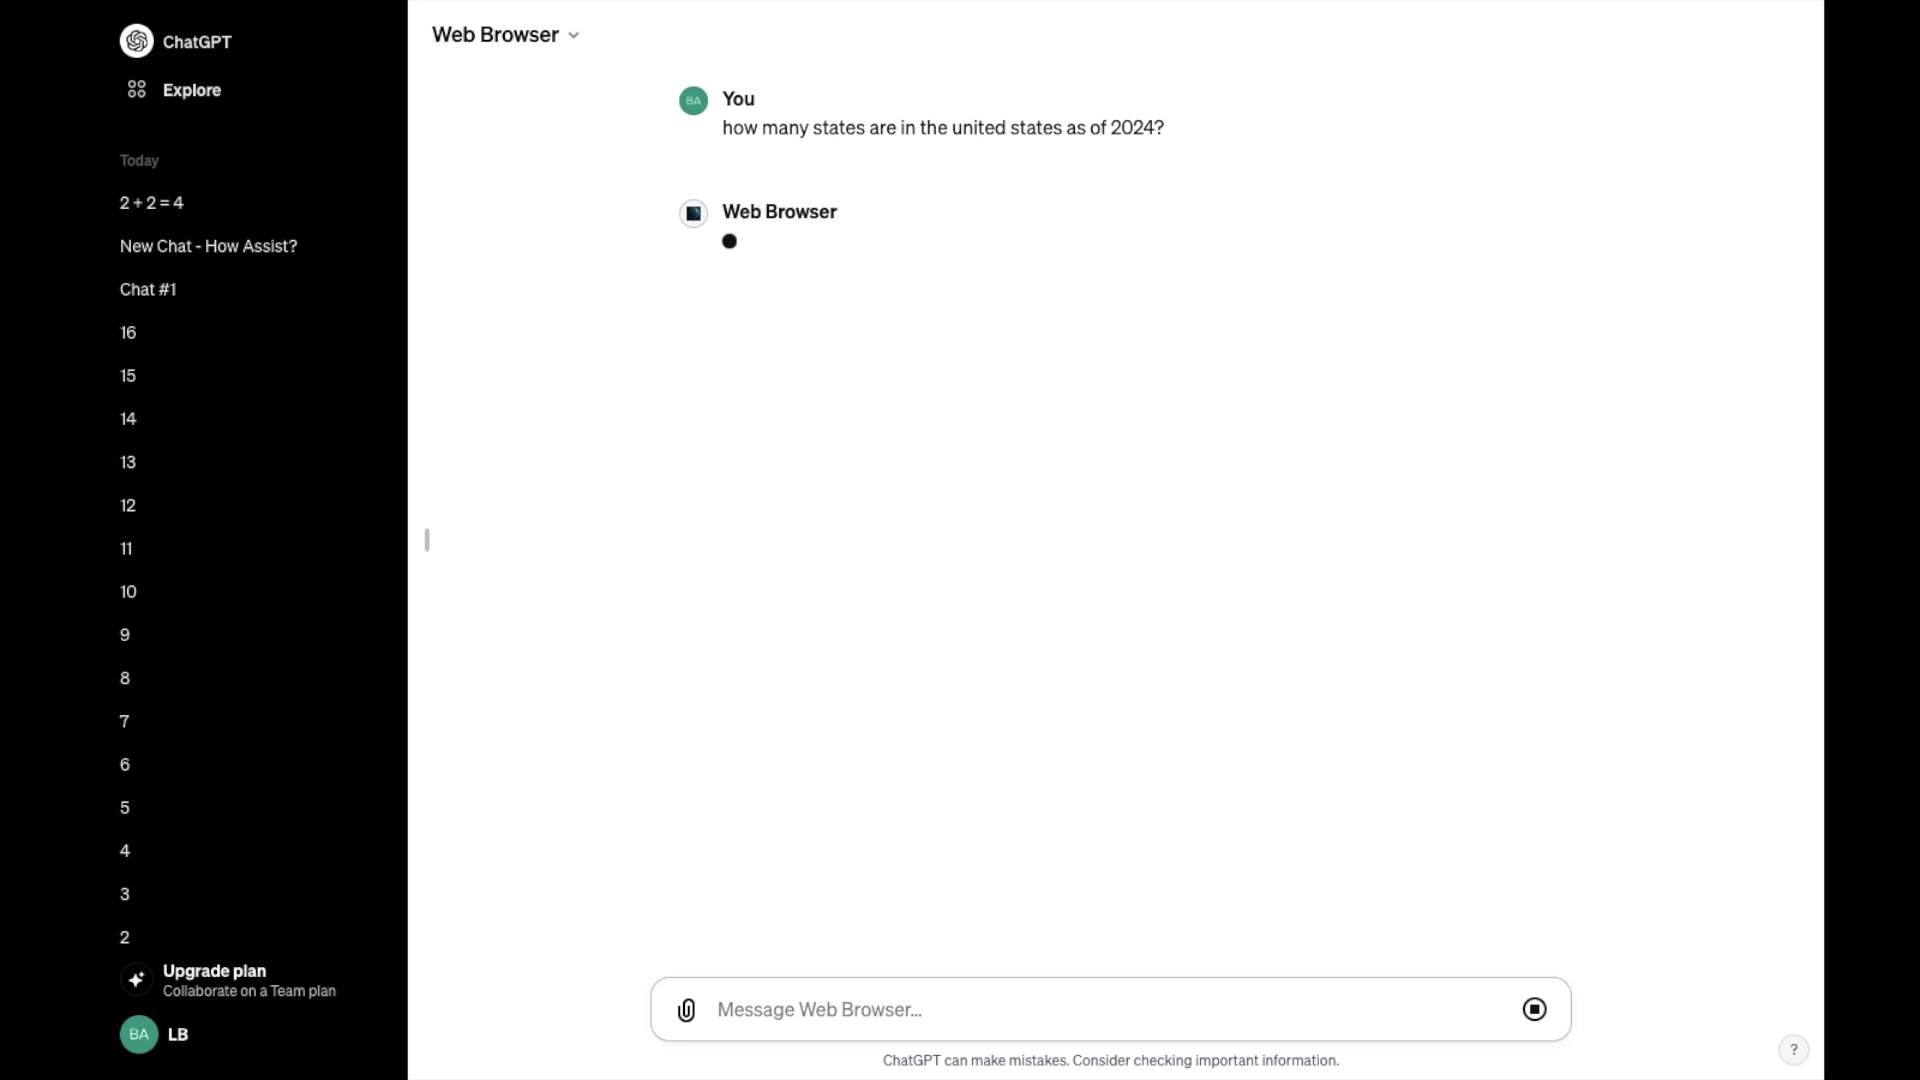 ChatGPT
Explore
Today
2 + 2 = 4
New Chat - How Assist?
Chat #1
16
15
14
13
12
11
10
9
8
7
6
5
4
3
2
Upgrade plan
Collaborate on a Team plan
BA LB
Web Browser
BA You
how many states are in the united states as of 2024?
Web Browser
Message Web Browser...
ChatGPT can make mistakes. Consider checking important information.
?